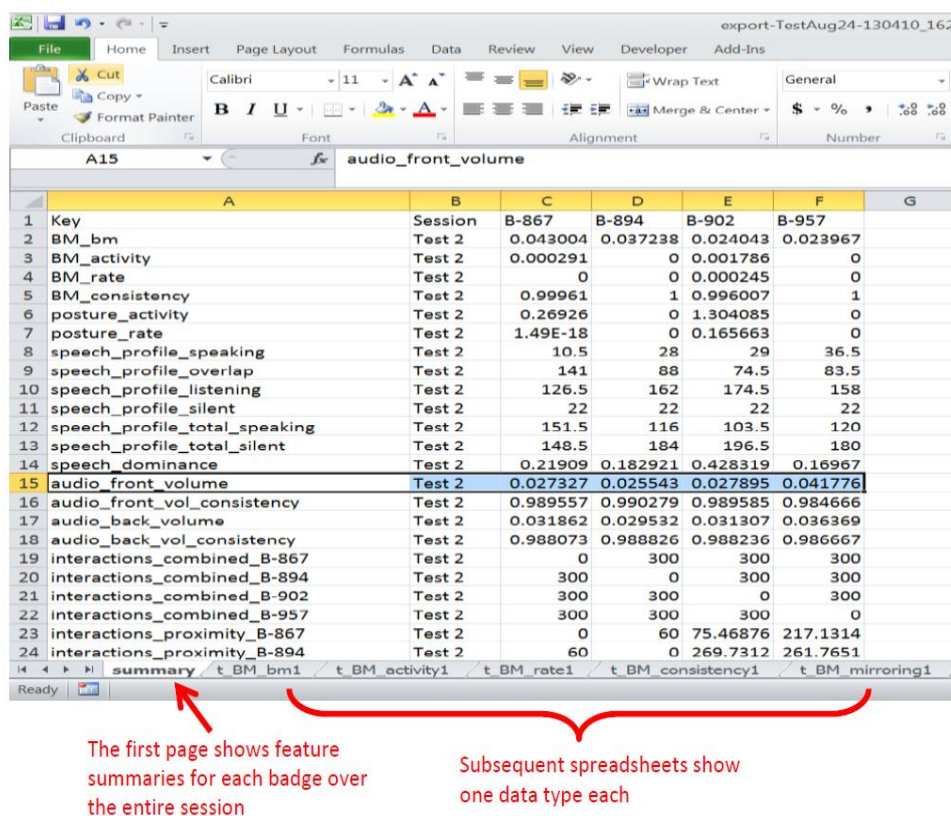 export-TestAug24-130410_162
File Home Insert Page Layout Formulas Data Review View Developer Add-Ins
Paste
Cut
Copy
Format Painter
Clipboard
Calibri 11 A A
B I U A
Font
Wrap Text
Merge & Center
Alignment
General
$ % , .0 .00 .00 .0
Number
A15 fx audio_front_volume
A B C D E F G
1 Key Session B-867 B-894 B-902 B-957
2 BM_bm Test 2 0.043004 0.037238 0.024043 0.023967
3 BM_activity Test 2 0.000291 0 0.001786 0
4 BM_rate Test 2 0 0 0.000245 0
5 BM_consistency Test 2 0.99961 1 0.996007 1
6 posture_activity Test 2 0.26926 0 1.304085 0
7 posture_rate Test 2 1.49E-18 0 0.165663 0
8 speech_profile_speaking Test 2 10.5 28 29 36.5
9 speech_profile_overlap Test 2 141 88 74.5 83.5
10 speech_profile_listening Test 2 126.5 162 174.5 158
11 speech_profile_silent Test 2 22 22 22 22
12 speech_profile_total_speaking Test 2 151.5 116 103.5 120
13 speech_profile_total_silent Test 2 148.5 184 196.5 180
14 speech_dominance Test 2 0.21909 0.182921 0.428319 0.16967
15 audio_front_volume Test 2 0.027327 0.025543 0.027895 0.041776
16 audio_front_vol_consistency Test 2 0.989557 0.990279 0.989585 0.984666
17 audio_back_volume Test 2 0.031862 0.029532 0.031307 0.036369
18 audio_back_vol_consistency Test 2 0.988073 0.988826 0.988236 0.986667
19 interactions_combined_B-867 Test 2 0 300 300 300
20 interactions_combined_B-894 Test 2 300 0 300 300
21 interactions_combined_B-902 Test 2 300 300 0 300
22 interactions_combined_B-957 Test 2 300 300 300 0
23 interactions_proximity_B-867 Test 2 0 60 75.46876 217.1314
24 interactions_proximity_B-894 Test 2 60 0 269.7312 261.7651
summary t_BM_bm1 t_BM_activity1 t_BM_rate1 t_BM_consistency1 t_BM_mirroring1
Ready
The first page shows feature
summaries for each badge over
the entire session
Subsequent spreadsheets show
one data type each